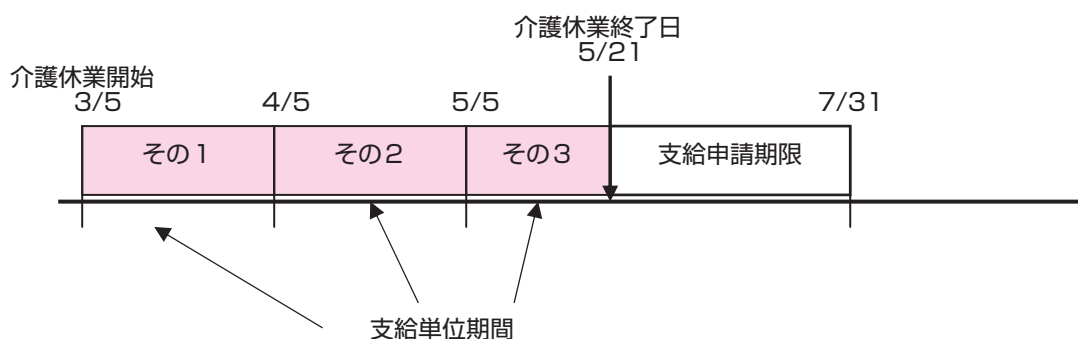 介護休業終了日
5/21
介護休業開始
3/5
4/5
5/5
7/31
その1
その2
その3
支給申請期限
支給単位期間